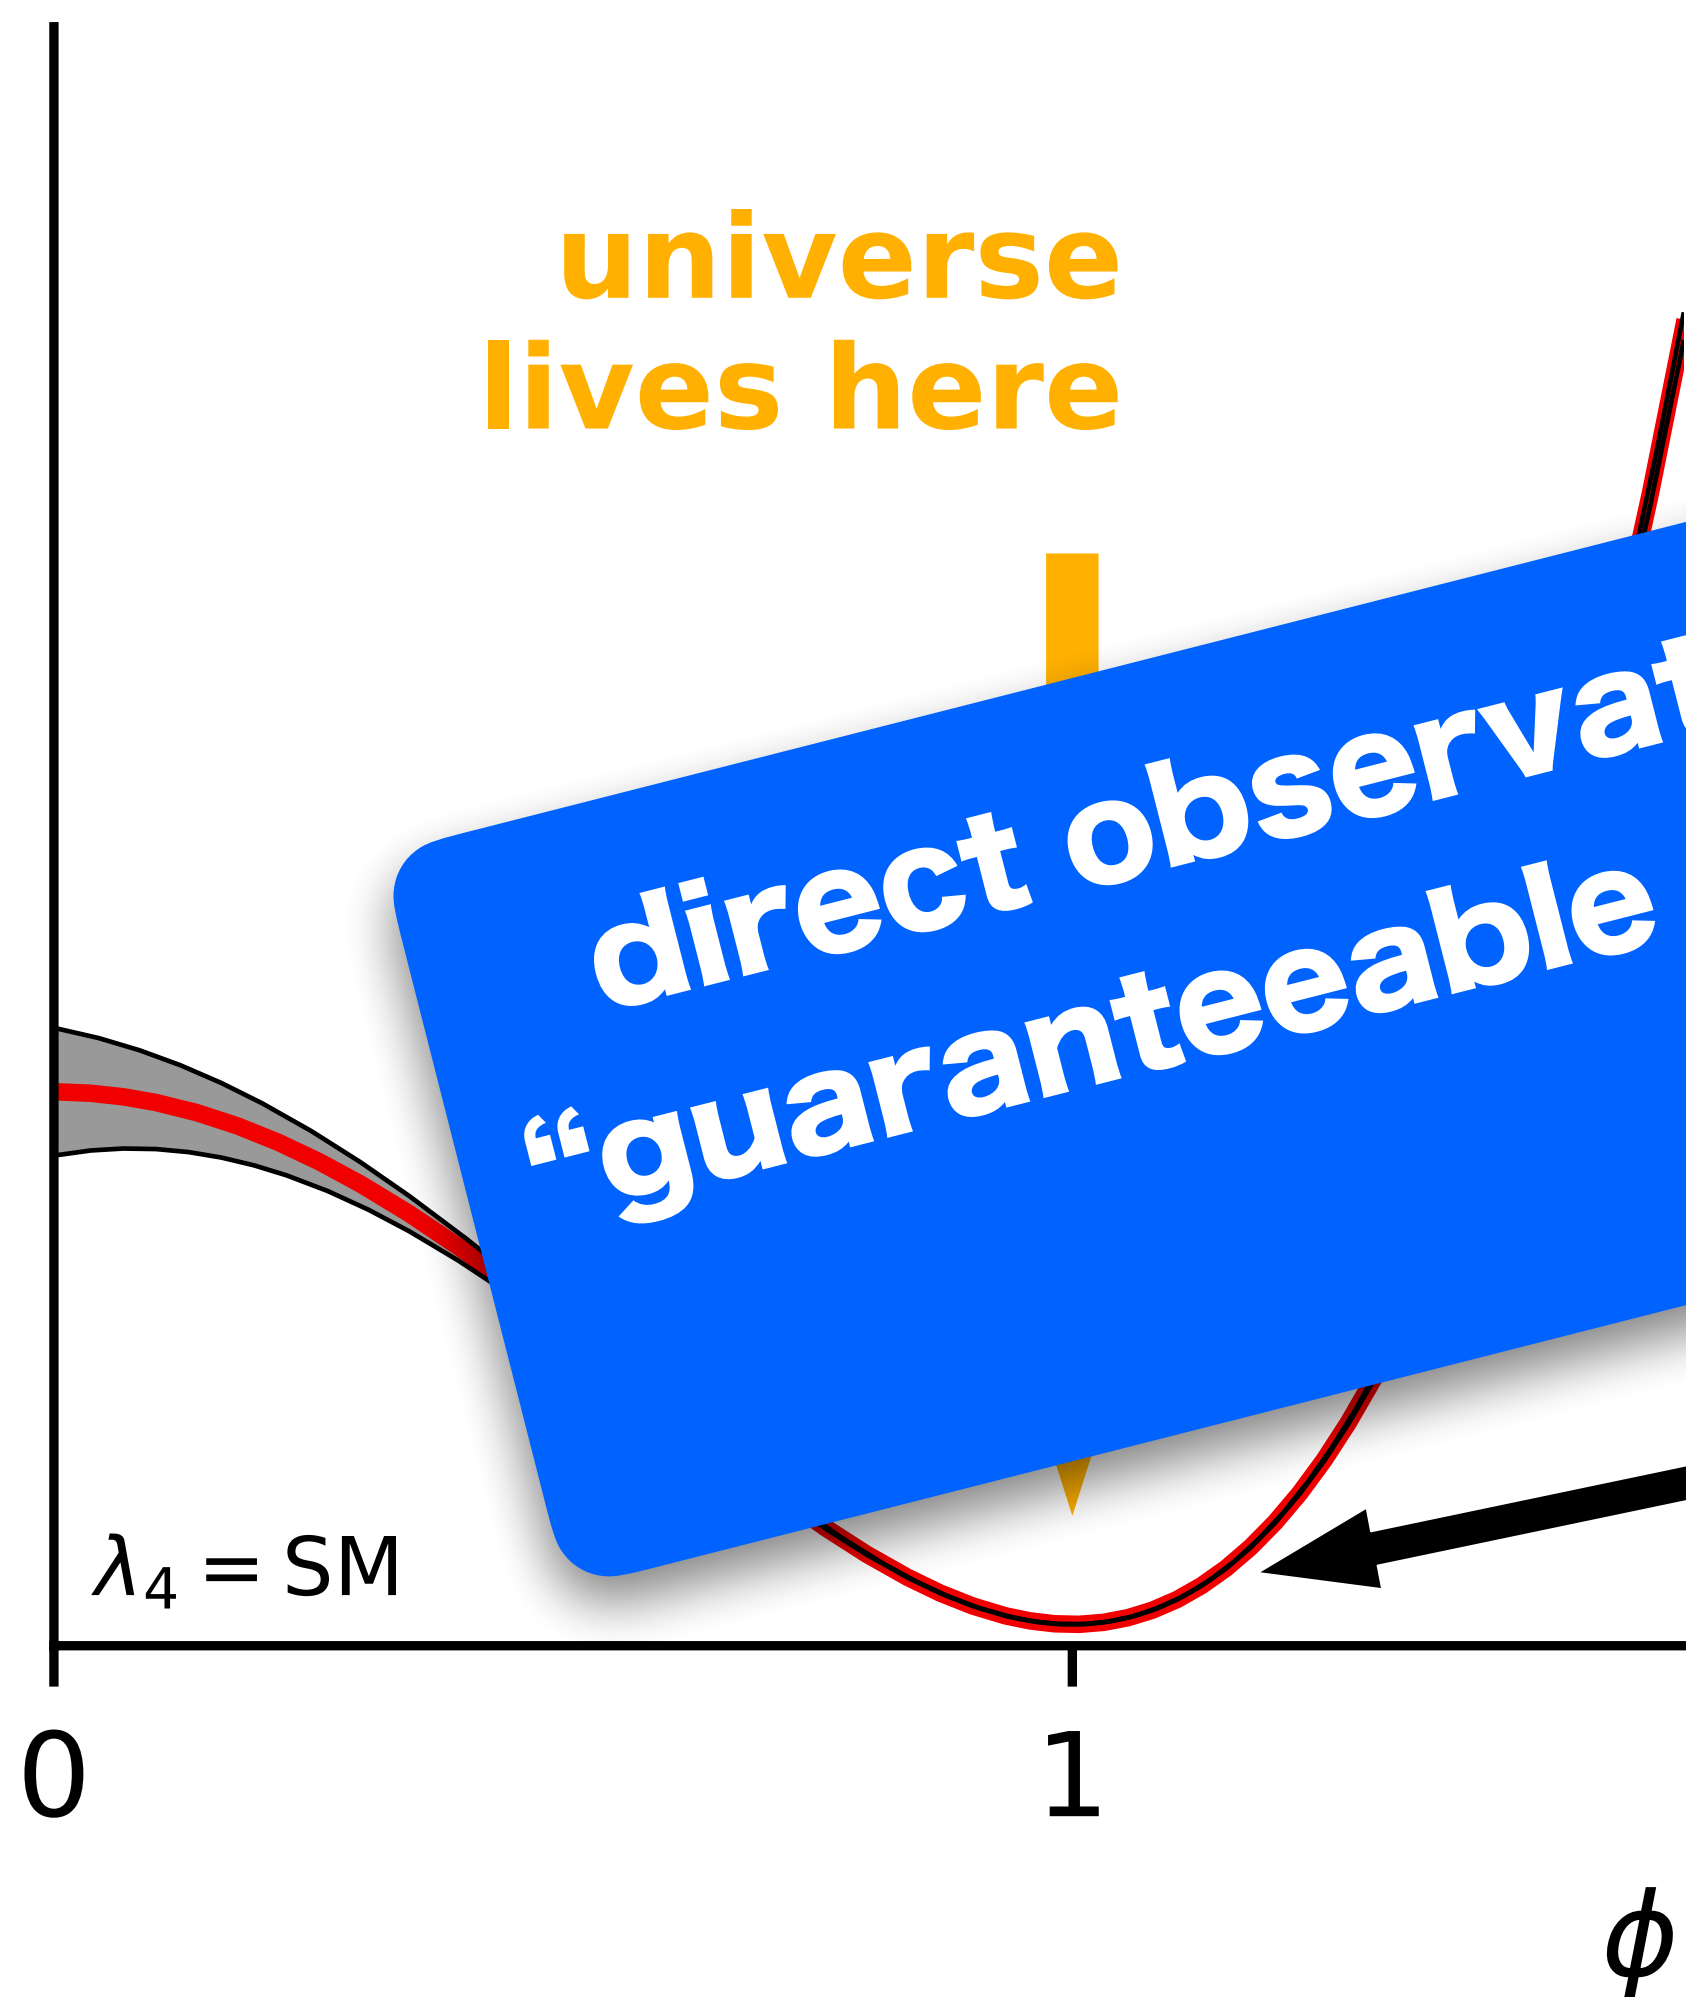 universe
lives here
direct observat
“guaranteeable
λ₄ = SM
0
1
ϕ